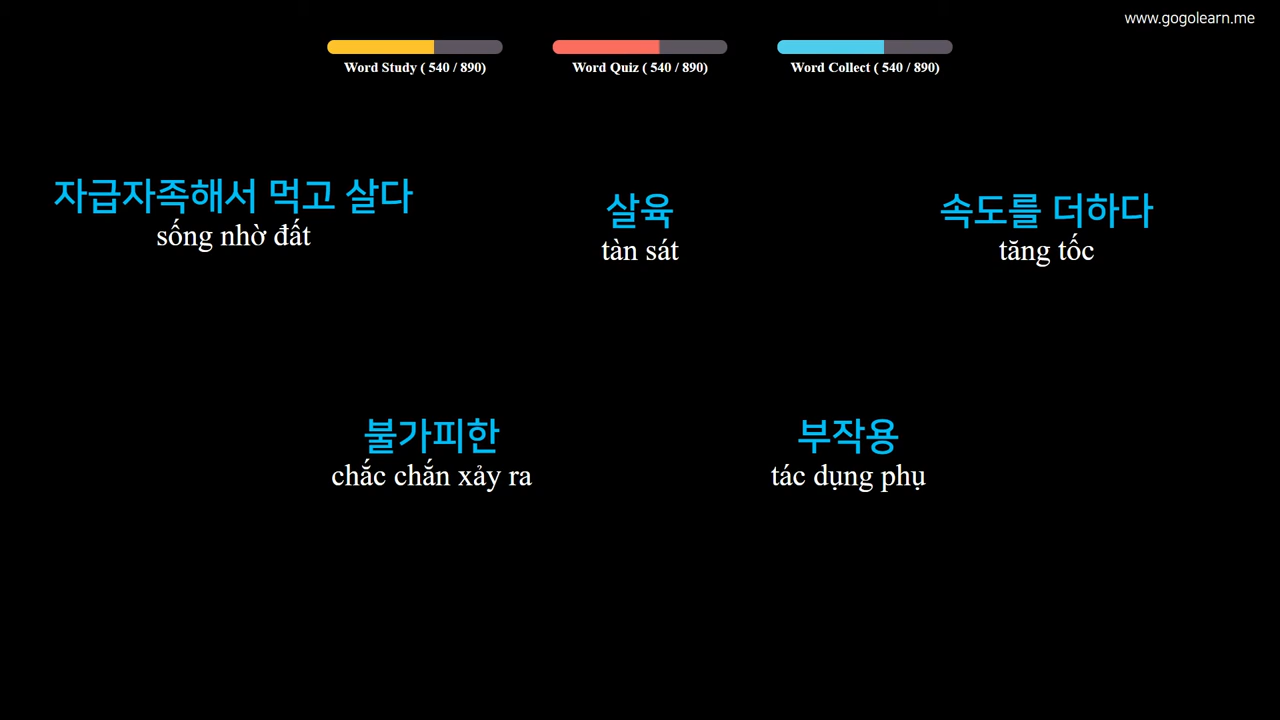 www.gogolearn.me
Word Study ( 540 / 890)
Word Quiz ( 540 / 890)
Word Collect ( 540 / 890)
자급자족해서 먹고 살다
sống nhờ đất
살육
tàn sát
속도를 더하다
tăng tốc
불가피한
chắc chắn xảy ra
부작용
tác dụng phụ